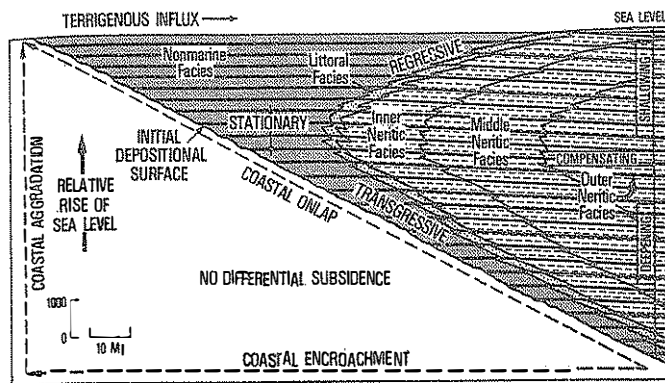 TERRIGENOUS INFLUX
SEA LEVEL
Nonmarine
Facies
Littoral
Facies
REGRESSIVE
SHALLOWING
STATIONARY
Inner
Neritic
Facies
Middle
Neritic
Facies
COMPENSATING
Outer
Neritic
Facies
INITIAL
DEPOSITIONAL
SURFACE
COASTAL ONLAP
TRANSGRESSIVE
DEEPENING
COASTAL AGGRADATION
RELATIVE
RISE OF
SEA LEVEL
NO DIFFERENTIAL SUBSIDENCE
1000
0
10 MI
COASTAL ENCROACHMENT